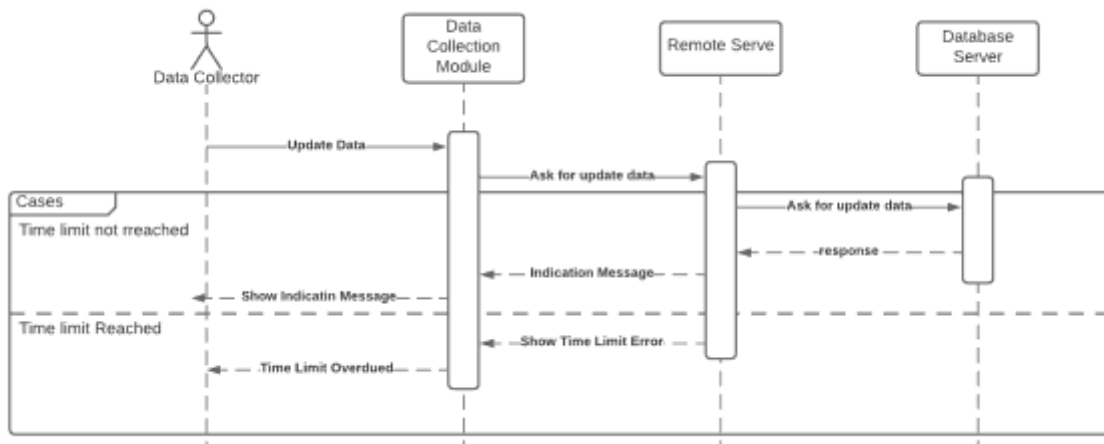 Data Collector
Data
Collection
Module
Remote Serve
Database
Server
Update Data
Ask for update data
Cases
Ask for update data
Time limit not rreached
response
Indication Message
Show Indicatin Message
Time limit Reached
Show Time Limit Error
Time Limit Overdued